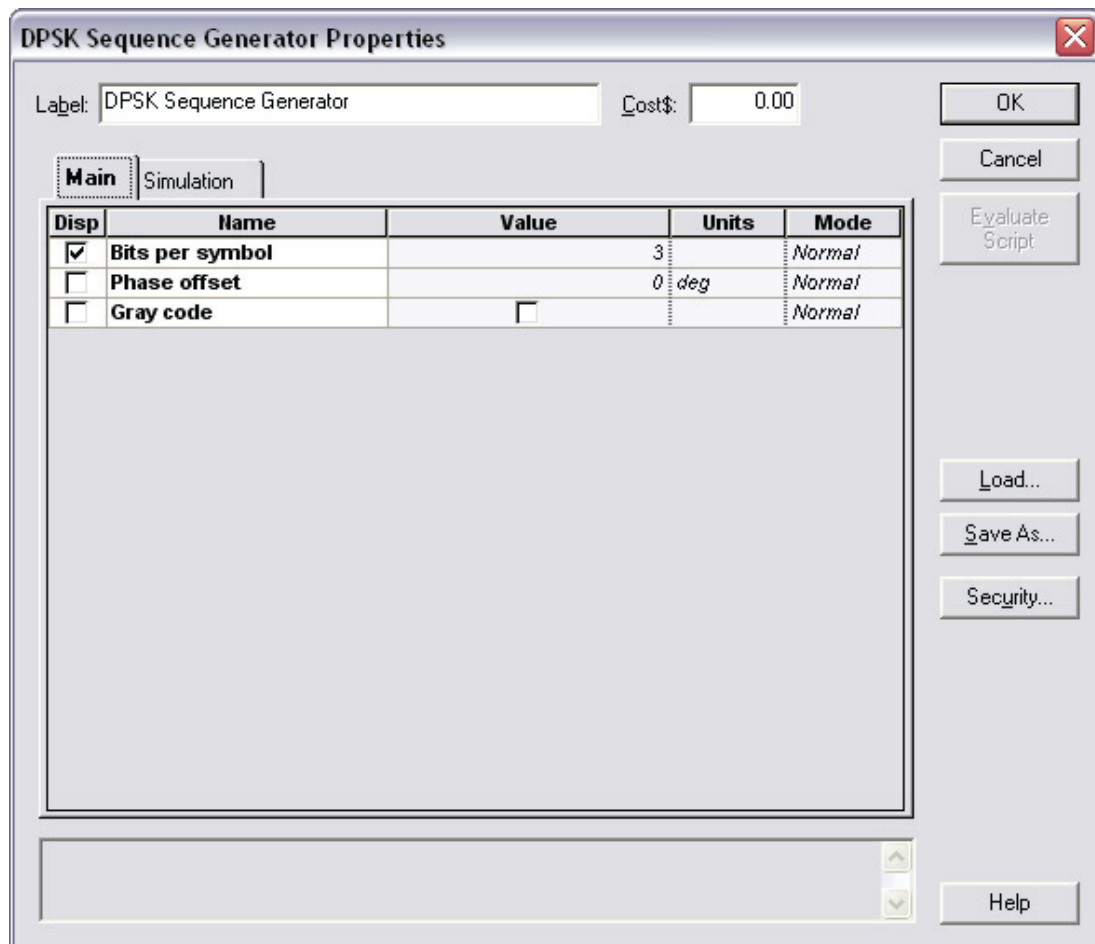 DPSK Sequence Generator Properties
Label: DPSK Sequence Generator Cost$: 0.00 OK
Cancel
Main Simulation
Evaluate Script
Disp Name Value Units Mode
Bits per symbol 3 Normal
Phase offset 0 deg Normal
Gray code Normal
Load...
Save As...
Security...
Help